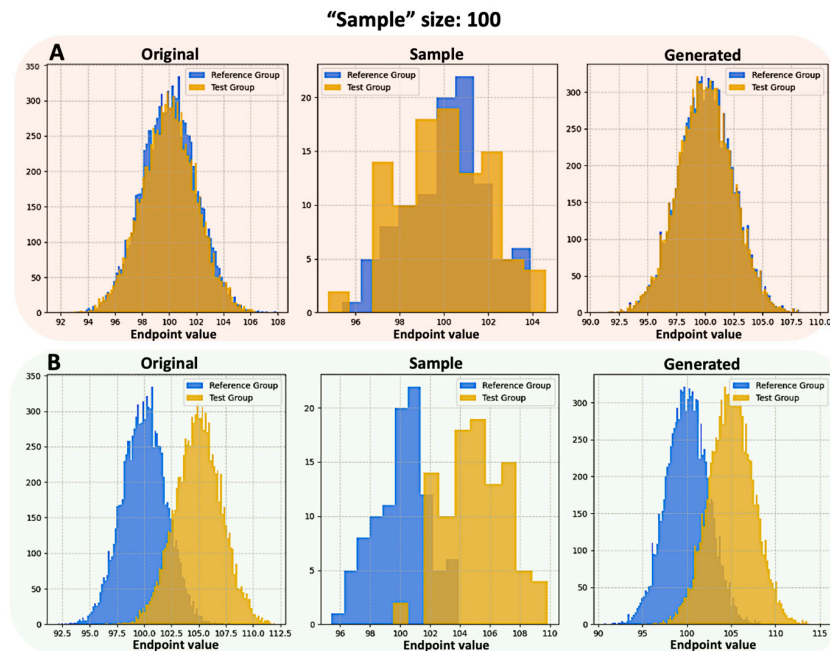 “Sample” size: 100
A
Original
Sample
Generated
Reference Group
Test Group
350
300
250
200
150
100
50
0
92 94 96 98 100 102 104 106 108
Endpoint value
Reference Group
Test Group
20
15
10
5
0
96 98 100 102 104
Endpoint value
Reference Group
Test Group
300
250
200
150
100
50
0
90.0 92.5 95.0 97.5 100.0 102.5 105.0 107.5 110.0
Endpoint value
B
Original
Sample
Generated
Reference Group
Test Group
350
300
250
200
150
100
50
0
92.5 95.0 97.5 100.0 102.5 105.0 107.5 110.0 112.5
Endpoint value
Reference Group
Test Group
20
15
10
5
0
96 98 100 102 104 106 108 110
Endpoint value
Reference Group
Test Group
300
250
200
150
100
50
0
90 95 100 105 110 115
Endpoint value